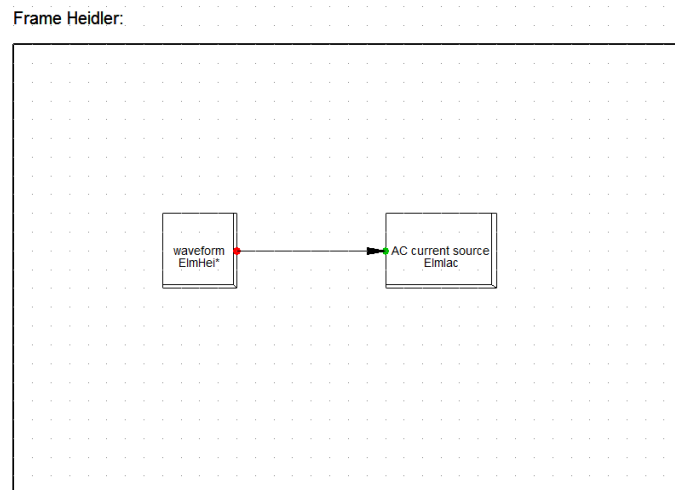 Frame Heidler:
waveform
ElmHei*
AC current source
ElmIac